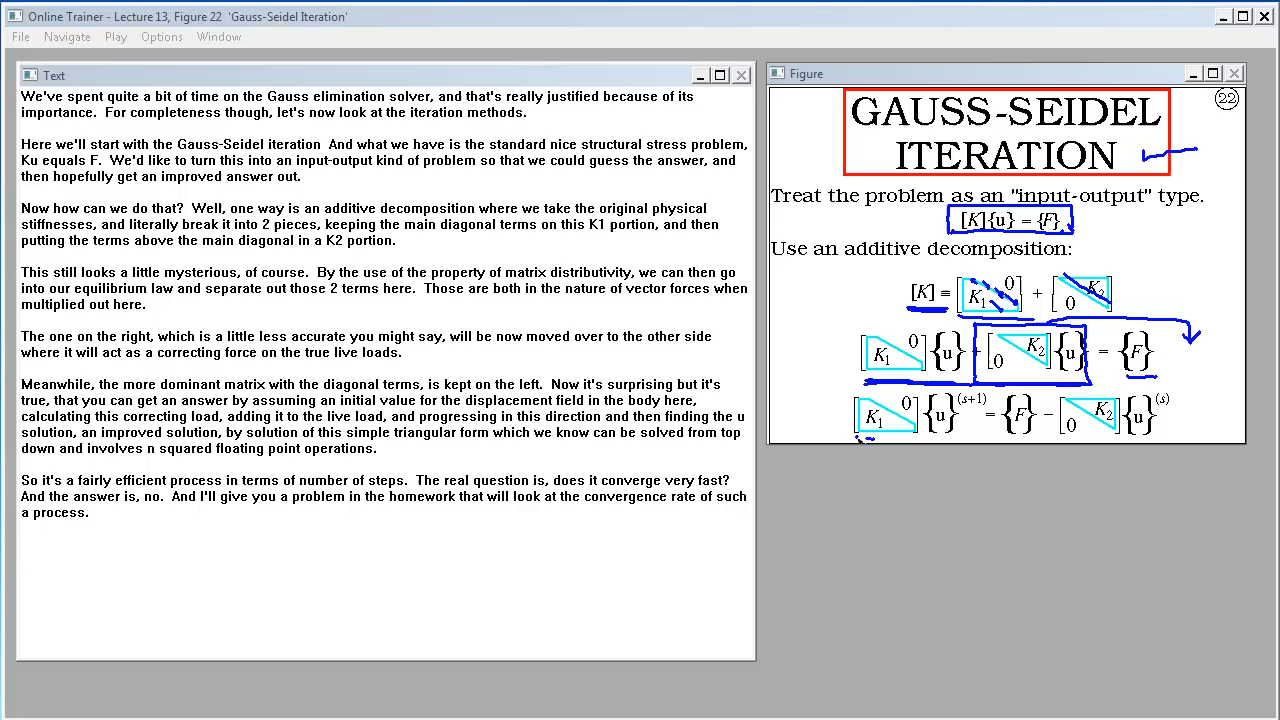 Online Trainer - Lecture 13, Figure 22 'Gauss-Seidel Iteration'
File Navigate Play Options Window
Text
We've spent quite a bit of time on the Gauss elimination solver, and that's really justified because of its
importance. For completeness though, let's now look at the iteration methods.
Here we'll start with the Gauss-Seidel iteration And what we have is the standard nice structural stress problem,
Ku equals F. We'd like to turn this into an input-output kind of problem so that we could guess the answer, and
then hopefully get an improved answer out.
Now how can we do that? Well, one way is an additive decomposition where we take the original physical
stiffnesses, and literally break it into 2 pieces, keeping the main diagonal terms on this K1 portion, and then
putting the terms above the main diagonal in a K2 portion.
This still looks a little mysterious, of course. By the use of the property of matrix distributivity, we can then go
into our equilibrium law and separate out those 2 terms here. Those are both in the nature of vector forces when
multiplied out here.
The one on the right, which is a little less accurate you might say, will be now moved over to the other side
where it will act as a correcting force on the true live loads.
Meanwhile, the more dominant matrix with the diagonal terms, is kept on the left. Now it's surprising but it's
true, that you can get an answer by assuming an initial value for the displacement field in the body here,
calculating this correcting load, adding it to the live load, and progressing in this direction and then finding the u
solution, an improved solution, by solution of this simple triangular form which we know can be solved from top
down and involves n squared floating point operations.
So it's a fairly efficient process in terms of number of steps. The real question is, does it converge very fast?
And the answer is, no. And I'll give you a problem in the homework that will look at the convergence rate of such
a process.
Figure
22
GAUSS-SEIDEL
ITERATION
Treat the problem as an "input-output" type.
[K]{u} = {F}
Use an additive decomposition:
[K] = [K1 0] + [0 K2]
[K1 0]{u} + [0 K2]{u} = {F}
[K1 0]{u}(s+1) = {F} - [0 K2]{u}(s)